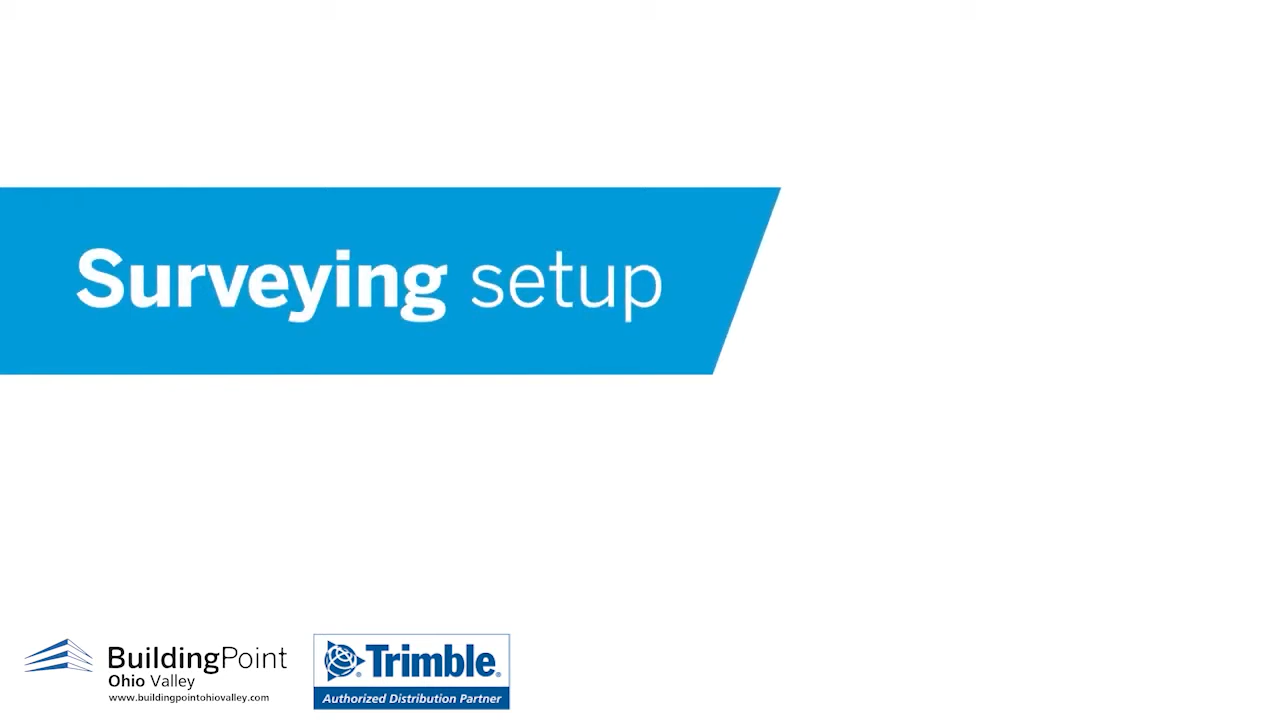 Surveying setup
BuildingPoint
Ohio Valley
www.buildingpointohiovalley.com
Trimble.
Authorized Distribution Partner